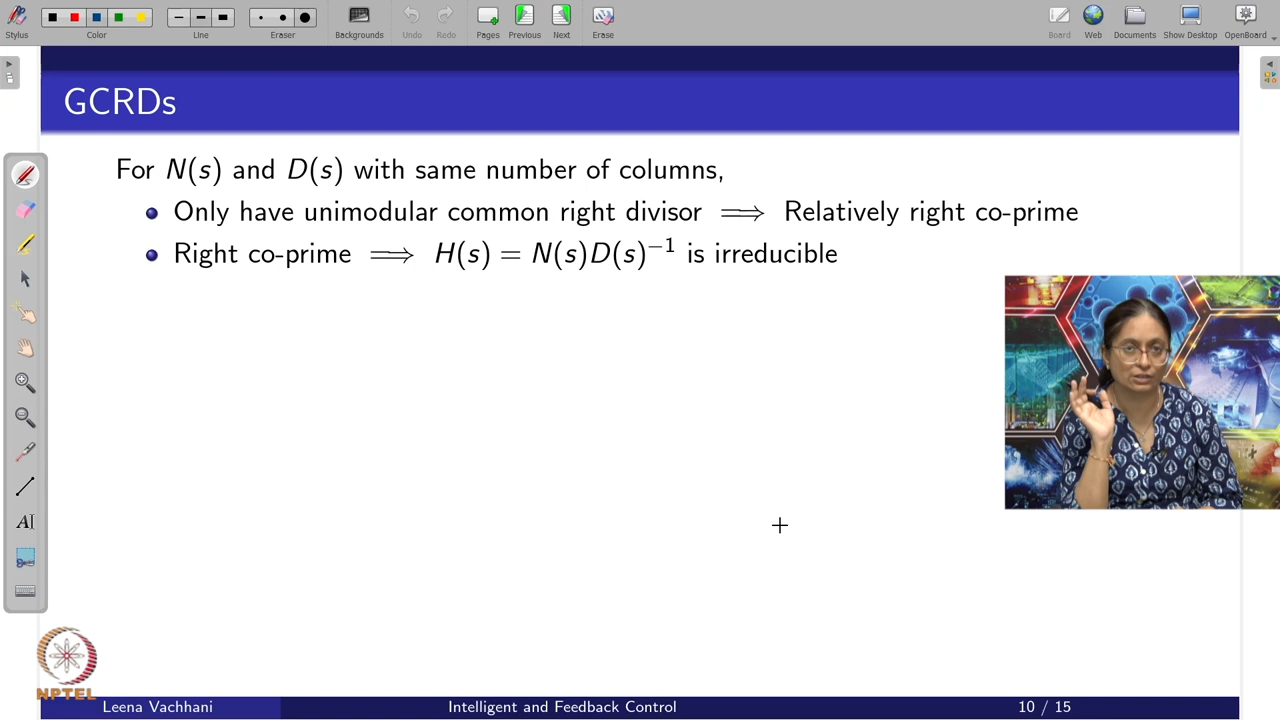 Stylus
Color
Line
Eraser
Backgrounds
Undo
Redo
Pages
Previous
Next
Erase
Board
Web
Documents
Show Desktop
OpenBoard
GCRDs
For N(s) and D(s) with same number of columns,
Only have unimodular common right divisor ⟹ Relatively right co-prime
Right co-prime ⟹ H(s) = N(s)D(s)⁻¹ is irreducible
NPTEL
Leena Vachhani
Intelligent and Feedback Control
10 / 15